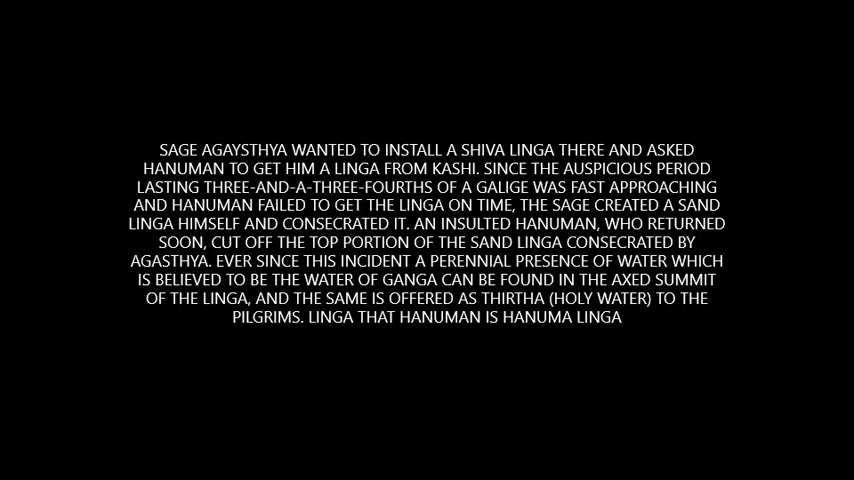 SAGE AGAYSTHYA WANTED TO INSTALL A SHIVA LINGA THERE AND ASKED
HANUMAN TO GET HIM A LINGA FROM KASHI. SINCE THE AUSPICIOUS PERIOD
LASTING THREE-AND-A-THREE-FOURTHS OF A GALIGE WAS FAST APPROACHING
AND HANUMAN FAILED TO GET THE LINGA ON TIME, THE SAGE CREATED A SAND
LINGA HIMSELF AND CONSECRATED IT. AN INSULTED HANUMAN, WHO RETURNED
SOON, CUT OFF THE TOP PORTION OF THE SAND LINGA CONSECRATED BY
AGASTHYA. EVER SINCE THIS INCIDENT A PERENNIAL PRESENCE OF WATER WHICH
IS BELIEVED TO BE THE WATER OF GANGA CAN BE FOUND IN THE AXED SUMMIT
OF THE LINGA, AND THE SAME IS OFFERED AS THIRTHA (HOLY WATER) TO THE
PILGRIMS. LINGA THAT HANUMAN IS HANUMA LINGA